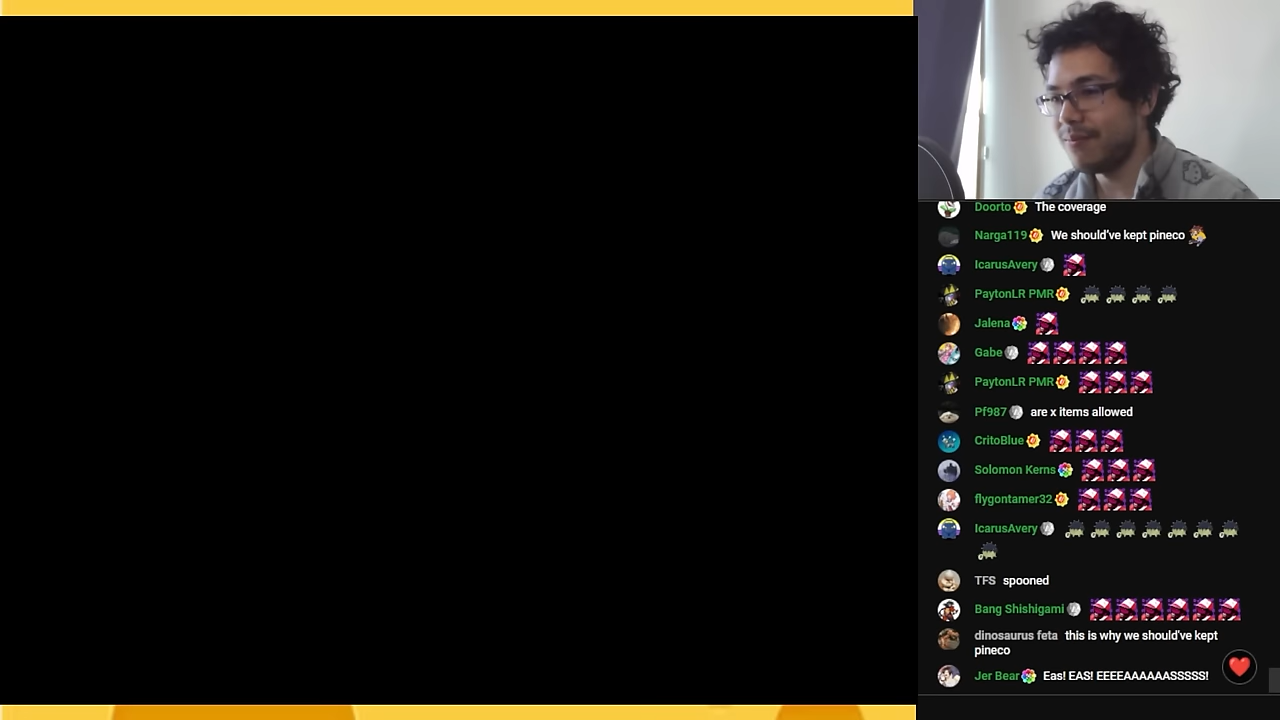 Doorto The coverage
Narga119 We should've kept pineco
IcarusAvery
PaytonLR PMR
Jalena
Gabe
PaytonLR PMR
Pf987 are x items allowed
CritoBlue
Solomon Kerns
flygontamer32
IcarusAvery
TFS spooned
Bang Shishigami
dinosaurus feta this is why we should've kept
pineco
Jer Bear Eas! EAS! EEEEAAAAAASSSSS!